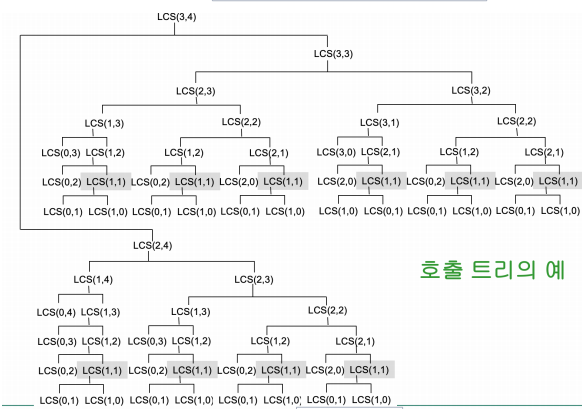 LCS(3,4)
LCS(3,3)
LCS(2,3) LCS(3,2)
LCS(1,3) LCS(2,2) LCS(3,1) LCS(2,2)
LCS(0,3) LCS(1,2) LCS(1,2) LCS(2,1) LCS(3,0) LCS(2,1) LCS(1,2) LCS(2,1)
LCS(0,2) LCS(1,1) LCS(0,2) LCS(1,1) LCS(2,0) LCS(1,1) LCS(2,0) LCS(1,1) LCS(0,2) LCS(1,1) LCS(2,0) LCS(1,1)
LCS(0,1) LCS(1,0) LCS(0,1) LCS(1,0) LCS(0,1) LCS(1,0) LCS(1,0) LCS(0,1) LCS(0,1) LCS(1,0) LCS(0,1) LCS(1,0)
LCS(2,4)
호출 트리의 예
LCS(1,4) LCS(2,3)
LCS(0,4) LCS(1,3) LCS(1,3) LCS(2,2)
LCS(0,3) LCS(1,2) LCS(0,3) LCS(1,2) LCS(1,2) LCS(2,1)
LCS(0,2) LCS(1,1) LCS(0,2) LCS(1,1) LCS(0,2) LCS(1,1) LCS(2,0) LCS(1,1)
LCS(0,1) LCS(1,0) LCS(0,1) LCS(1,0) LCS(0,1) LCS(1,0) LCS(0,1) LCS(1,0)